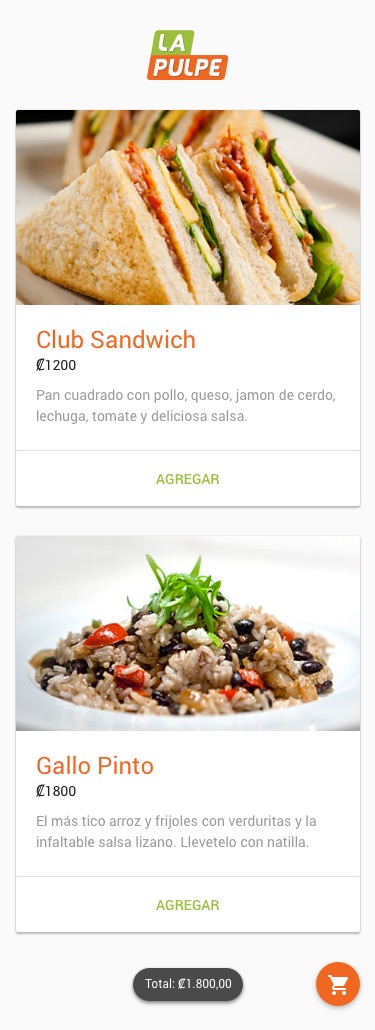 LA
PULPE
Club Sandwich
₡1200
Pan cuadrado con pollo, queso, jamon de cerdo,
lechuga, tomate y deliciosa salsa.
AGREGAR
Gallo Pinto
₡1800
El más tico arroz y frijoles con verduritas y la
infaltable salsa lizano. Llevetelo con natilla.
AGREGAR
Total: ₡1.800,00